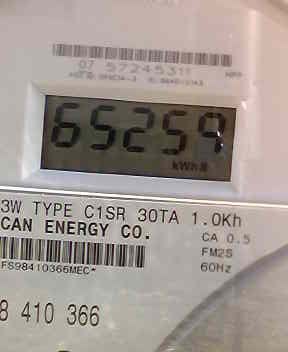 07 5724531
65259
kWh
3W TYPE C1SR 30TA 1.0Kh
CAN ENERGY CO.
CA 0.5
FM2S
60Hz
FS98410366MEC
8 410 366